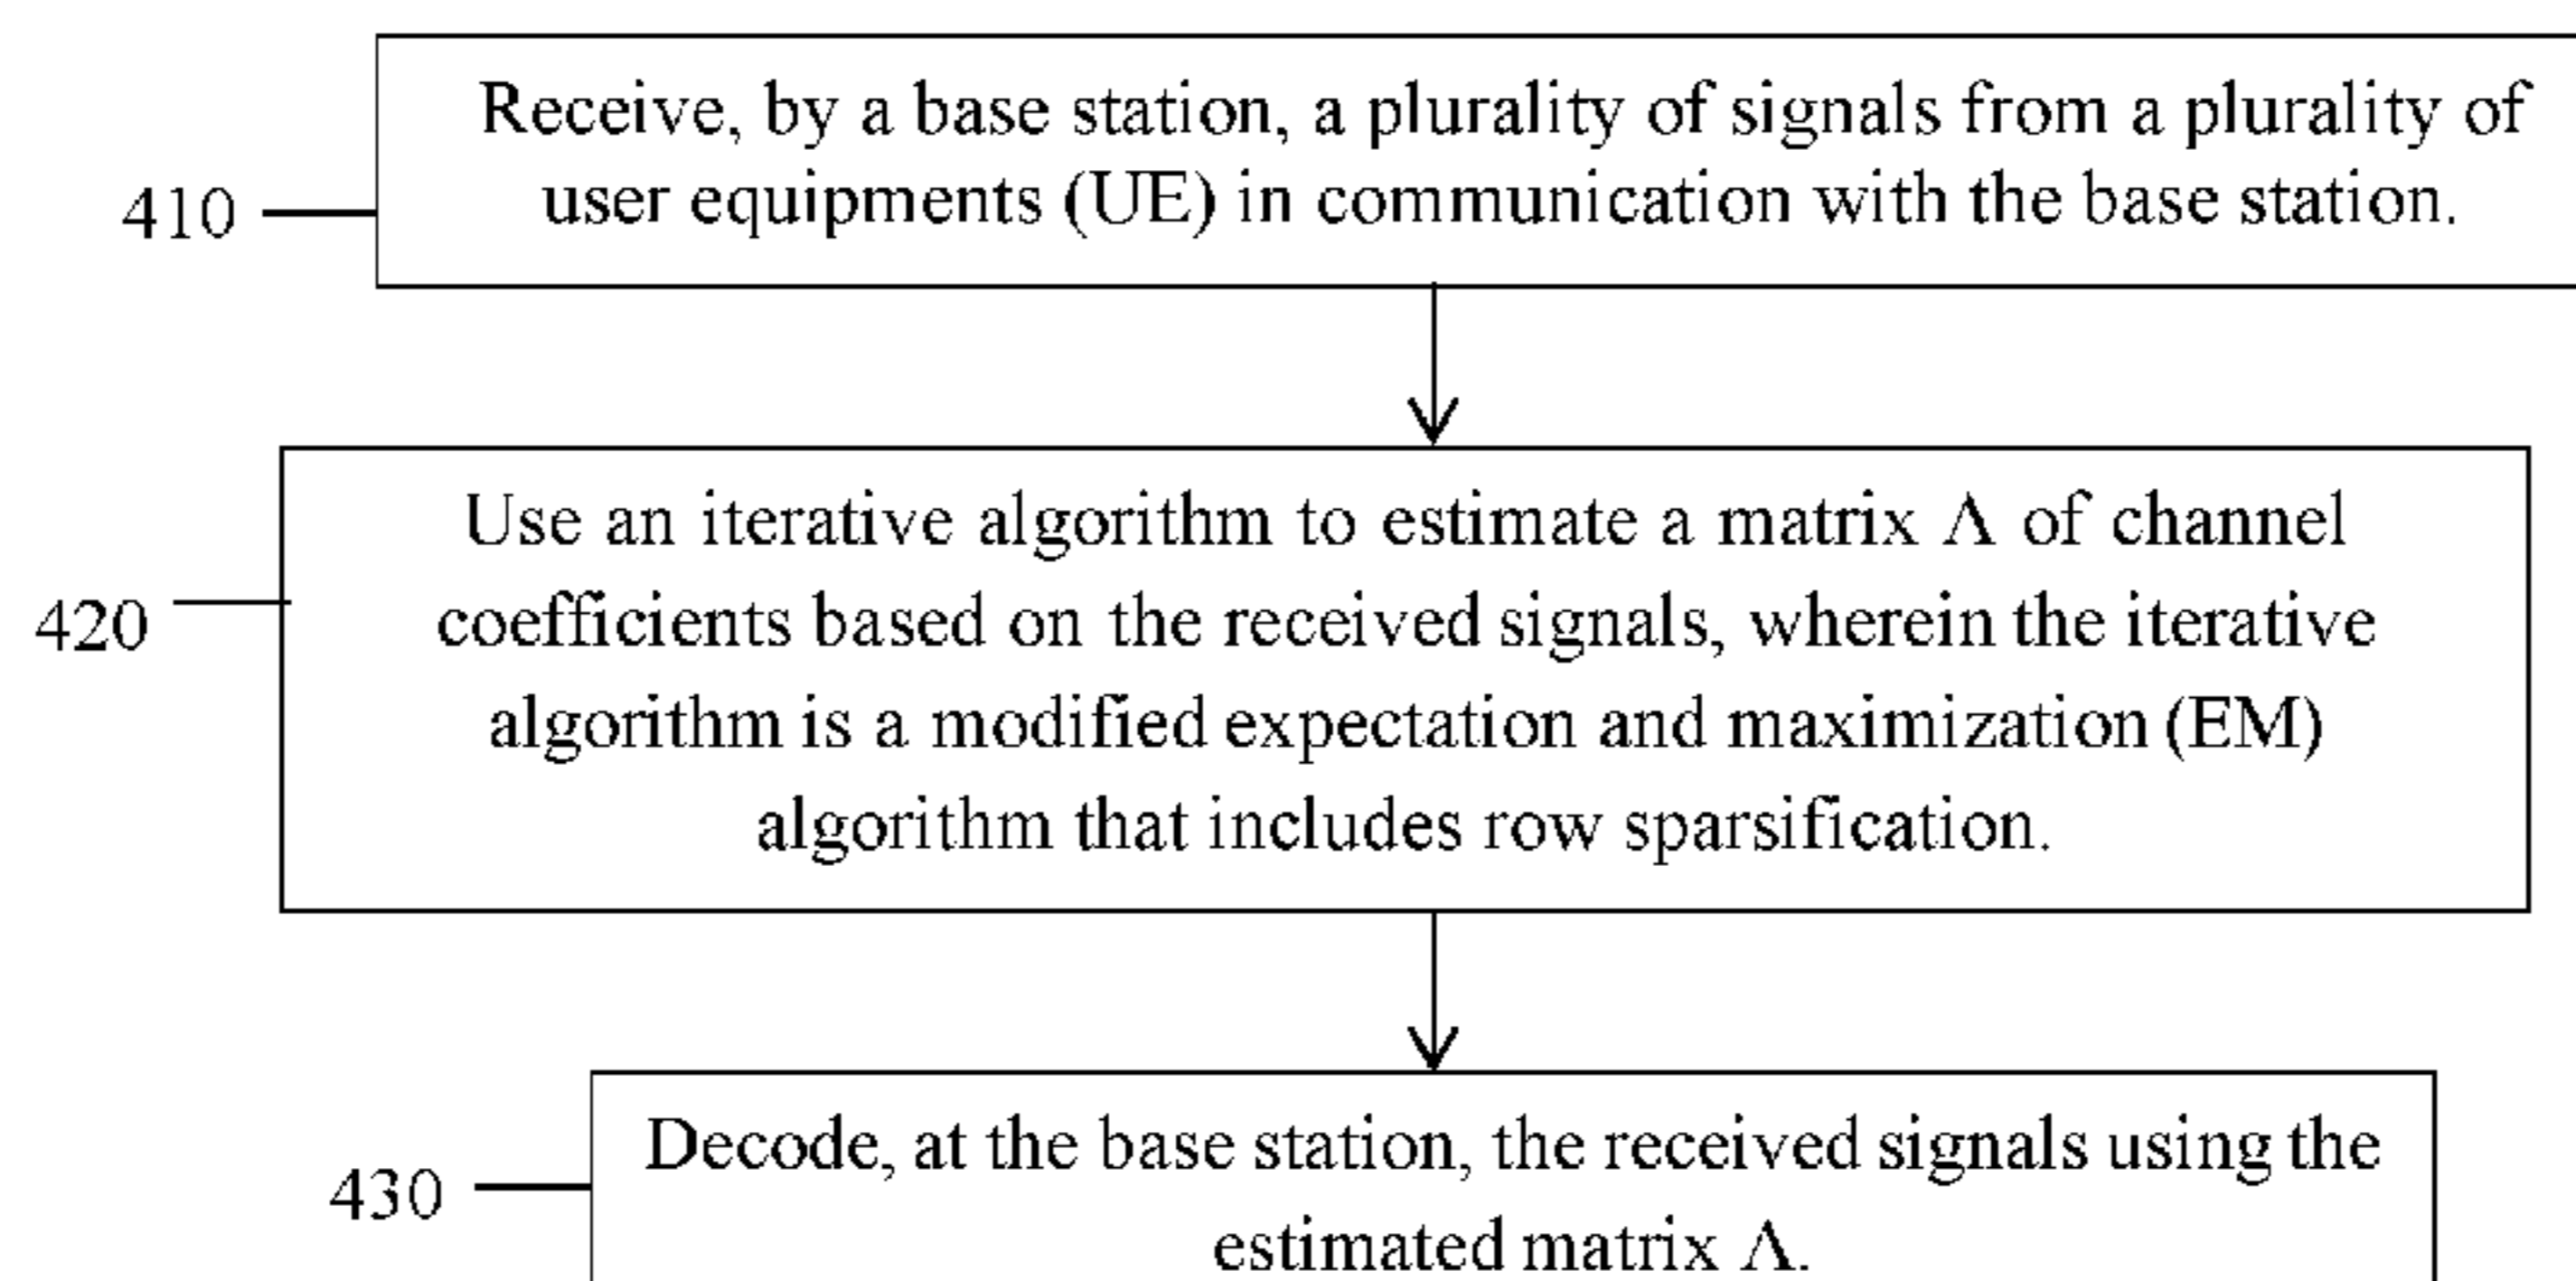 Receive, by a base station, a plurality of signals from a plurality of
410
user equipments (UE) in communication with the base station.
Use an iterative algorithm to estimate a matrix Λ of channel
420
coefficients based on the received signals, wherein the iterative
algorithm is a modified expectation and maximization (EM)
algorithm that includes row sparsification.
Decode, at the base station, the received signals using the
430
estimated matrix Λ.